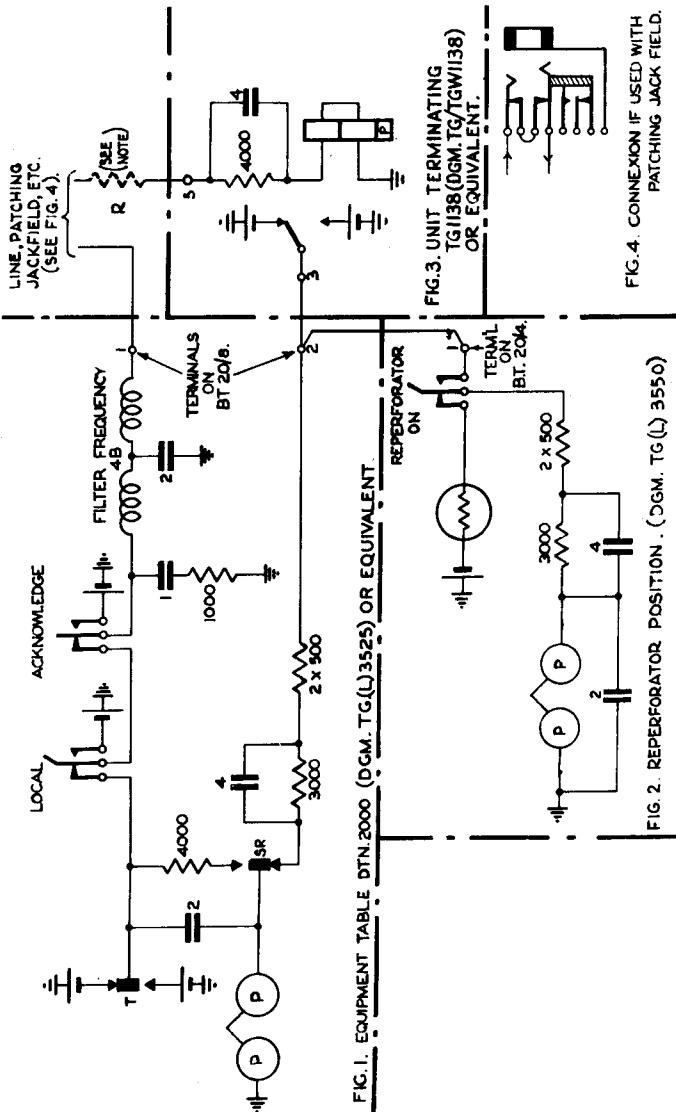 LOCAL
ACKNOWLEDGE
FILTER FREQUENCY
4B
1
1000
2
1
TERMINALS
ON
BT 20/8.
2
T
2
4000
SR
4
3000
2 x 500
P
P
FIG. 1. EQUIPMENT TABLE DTN.2000 (DGM. TG.(L)3525) OR EQUIVALENT
REPERFORATOR
ON
1
TERM'L
ON
B.T. 20/4.
P
P
3000
2 x 500
2
4
FIG. 2. REPERFORATOR POSITION. (DGM. TG(L) 3550)
LINE, PATCHING
JACKFIELD, ETC.
(SEE FIG. 4).
R
(SEE
NOTE)
5
4000
4
P
3
FIG. 3. UNIT TERMINATING
TG1138 (DGM. TG/TGW1138)
OR EQUIVALENT.
FIG. 4. CONNEXION IF USED WITH
PATCHING JACK FIELD.